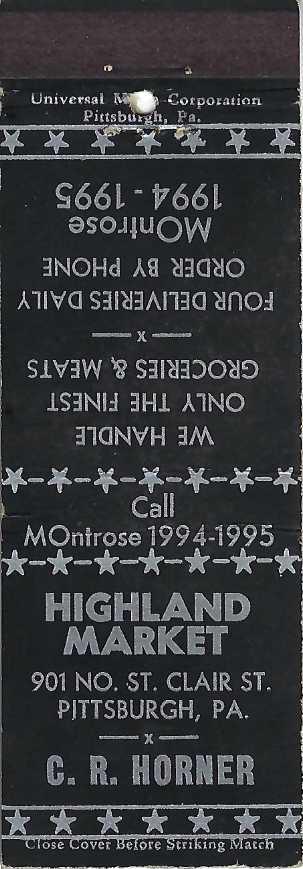 Universal Match Corporation
Pittsburgh, Pa.
WE HANDLE
ONLY THE FINEST
GROCERIES & MEATS
x
FOUR DELIVERIES DAILY
ORDER BY PHONE
MOntrose
1994 - 1995
Call
MOntrose 1994-1995
HIGHLAND
MARKET
901 NO. ST. CLAIR ST.
PITTSBURGH, PA.
x
C. R. HORNER
Close Cover Before Striking Match